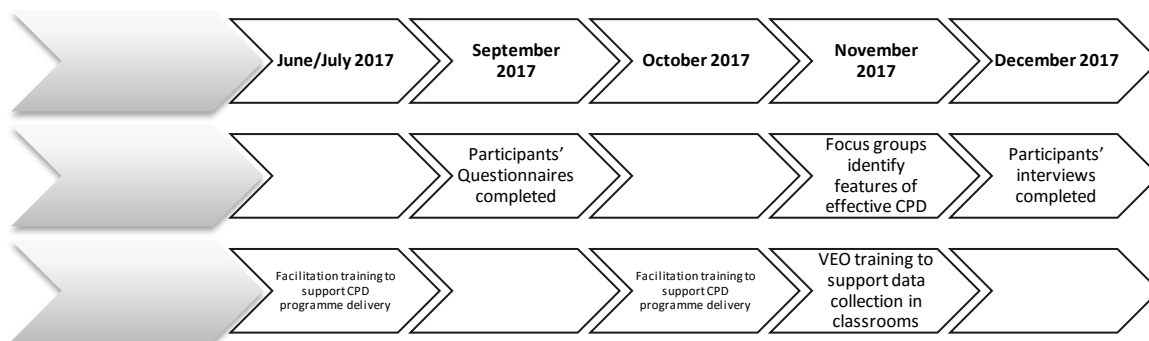 June/July 2017
September
2017
October 2017
November
2017
December 2017
Participants’
Questionnaires
completed
Focus groups
identify
features of
effective CPD
Participants’
interviews
completed
Facilitation training to
support CPD
programme delivery
Facilitation training to
support CPD
programme delivery
VEO training to
support data
collection in
classrooms